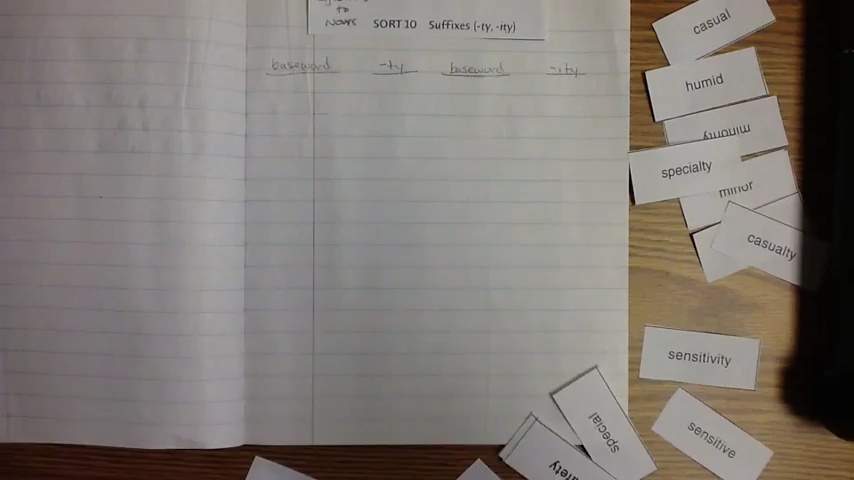 to
Nouns SORT 10 Suffixes (-ty, -ity)
baseword -ty baseword -ity
casual
humid
minority
specialty
minor
casualty
sensitivity
sensitive
special